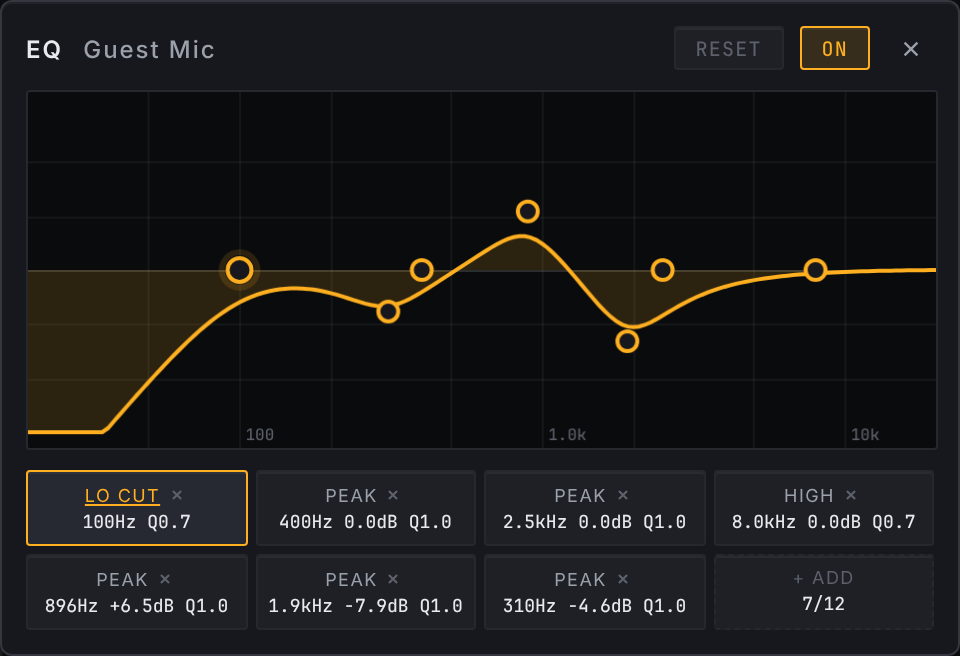 EQ Guest Mic RESET ON ×
100 1.0k 10k
LO CUT ×
100Hz Q0.7
PEAK ×
400Hz 0.0dB Q1.0
PEAK ×
2.5kHz 0.0dB Q1.0
HIGH ×
8.0kHz 0.0dB Q0.7
PEAK ×
896Hz +6.5dB Q1.0
PEAK ×
1.9kHz -7.9dB Q1.0
PEAK ×
310Hz -4.6dB Q1.0
+ ADD
7/12